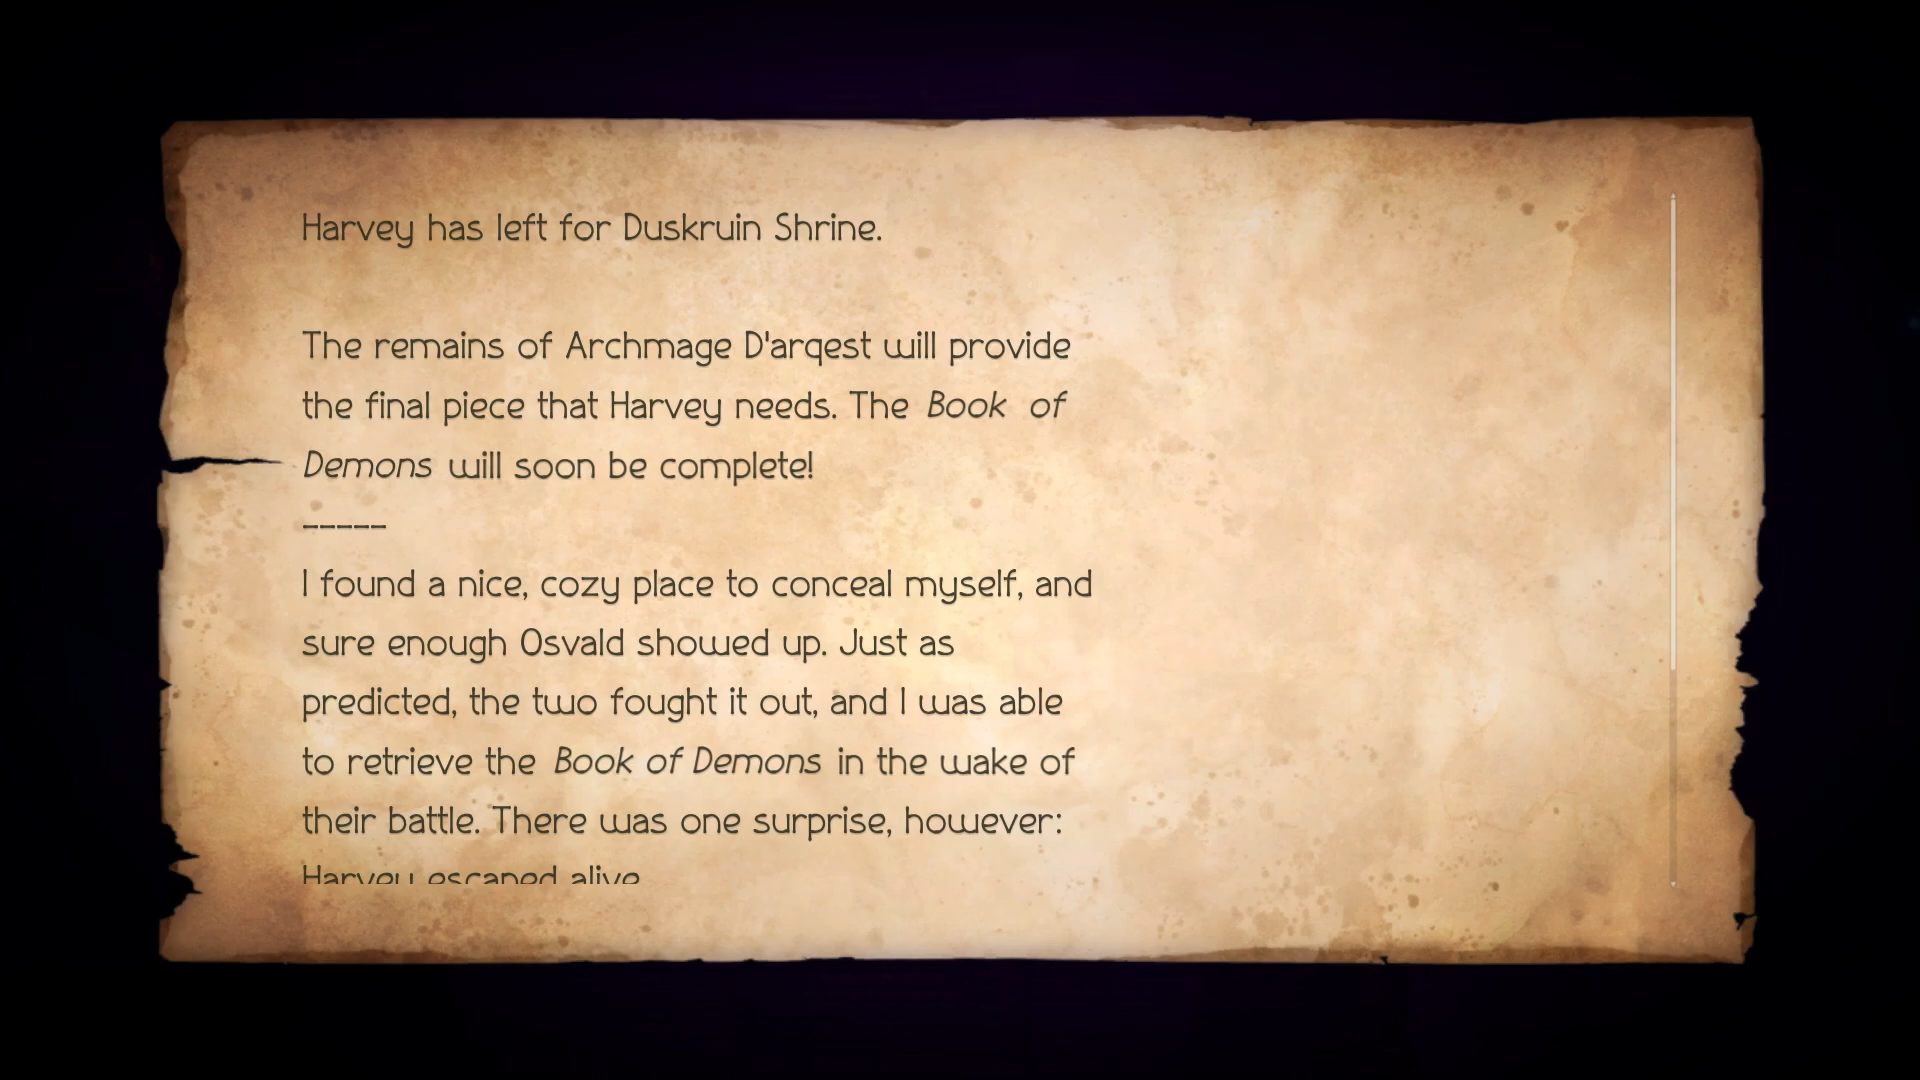 Harvey has left for Duskruin Shrine.
The remains of Archmage D'arqest will provide
the final piece that Harvey needs. The Book of
Demons will soon be complete!
-----
I found a nice, cozy place to conceal myself, and
sure enough Osvald showed up. Just as
predicted, the two fought it out, and I was able
to retrieve the Book of Demons in the wake of
their battle. There was one surprise, however:
Harvey escaped alive